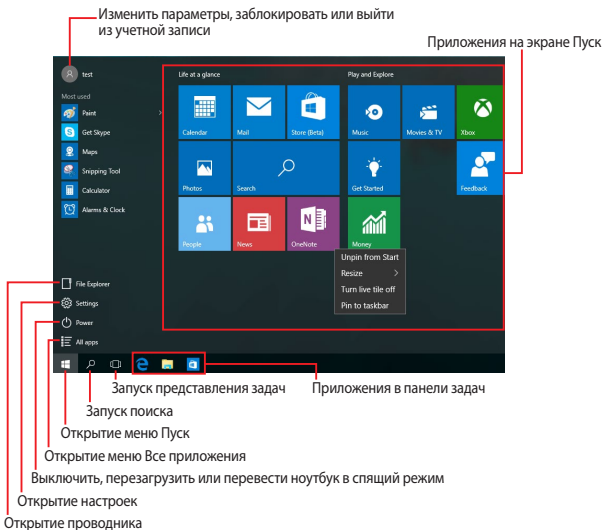 Изменить параметры, заблокировать или выйти
из учетной записи
Приложения на экране Пуск
test
Life at a glance
Play and Explore
Most used
Paint
Get Skype
Maps
Snipping Tool
Calculator
Alarms & Clock
Calendar
Mail
Store (Beta)
Music
Movies & TV
Xbox
Photos
Search
Get Started
Feedback
People
News
OneNote
Money
Unpin from Start
Resize
Turn live tile off
Pin to taskbar
File Explorer
Settings
Power
All apps
Запуск представления задач
Приложения в панели задач
Запуск поиска
Открытие меню Пуск
Открытие меню Все приложения
Выключить, перезагрузить или перевести ноутбук в спящий режим
Открытие настроек
Открытие проводника